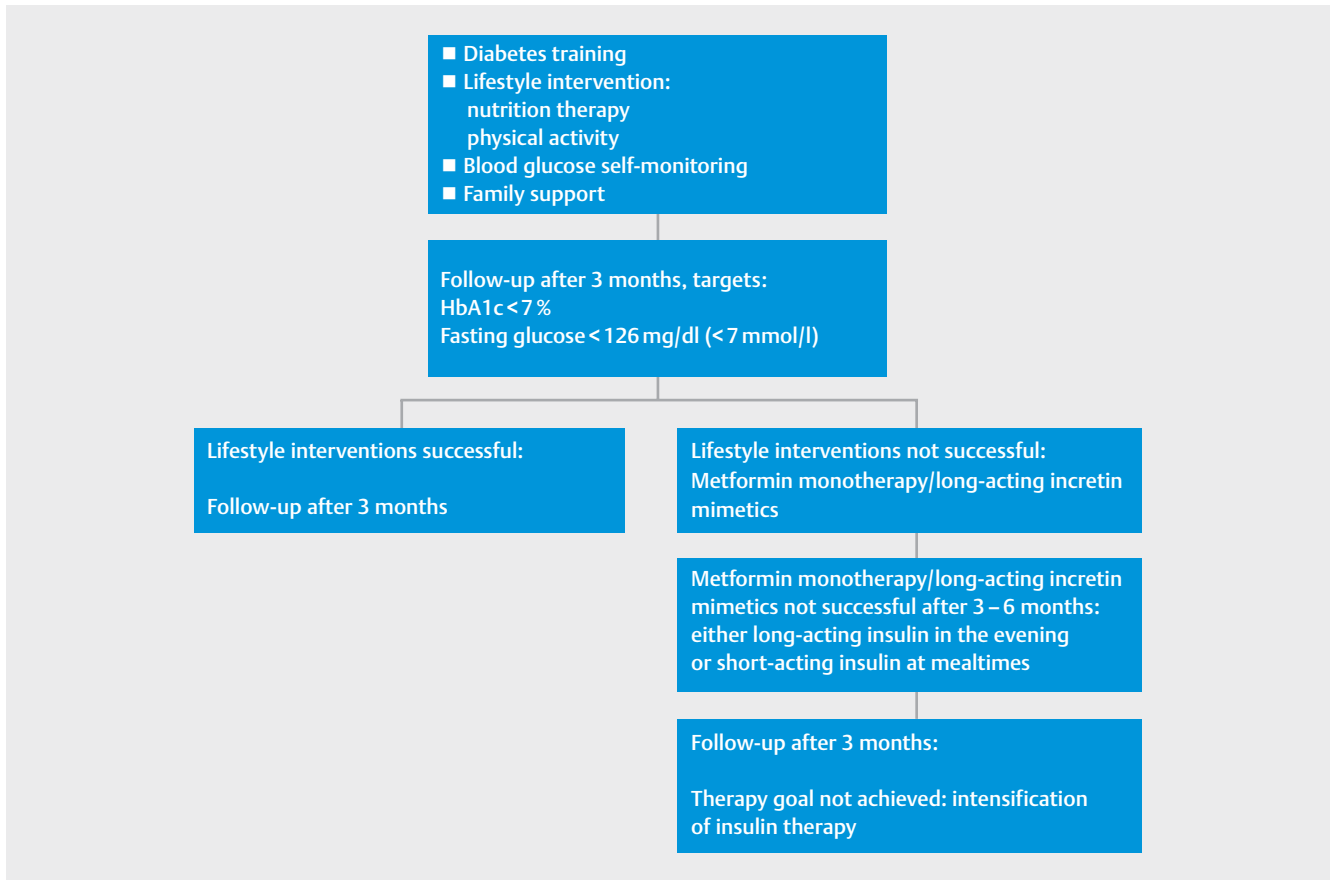 ■ Diabetes training
■ Lifestyle intervention:
nutrition therapy
physical activity
■ Blood glucose self-monitoring
■ Family support
Follow-up after 3 months, targets:
HbA1c < 7 %
Fasting glucose < 126 mg/dl (< 7 mmol/l)
Lifestyle interventions successful:
Follow-up after 3 months
Lifestyle interventions not successful:
Metformin monotherapy/long-acting incretin
mimetics
Metformin monotherapy/long-acting incretin
mimetics not successful after 3 – 6 months:
either long-acting insulin in the evening
or short-acting insulin at mealtimes
Follow-up after 3 months:
Therapy goal not achieved: intensification
of insulin therapy